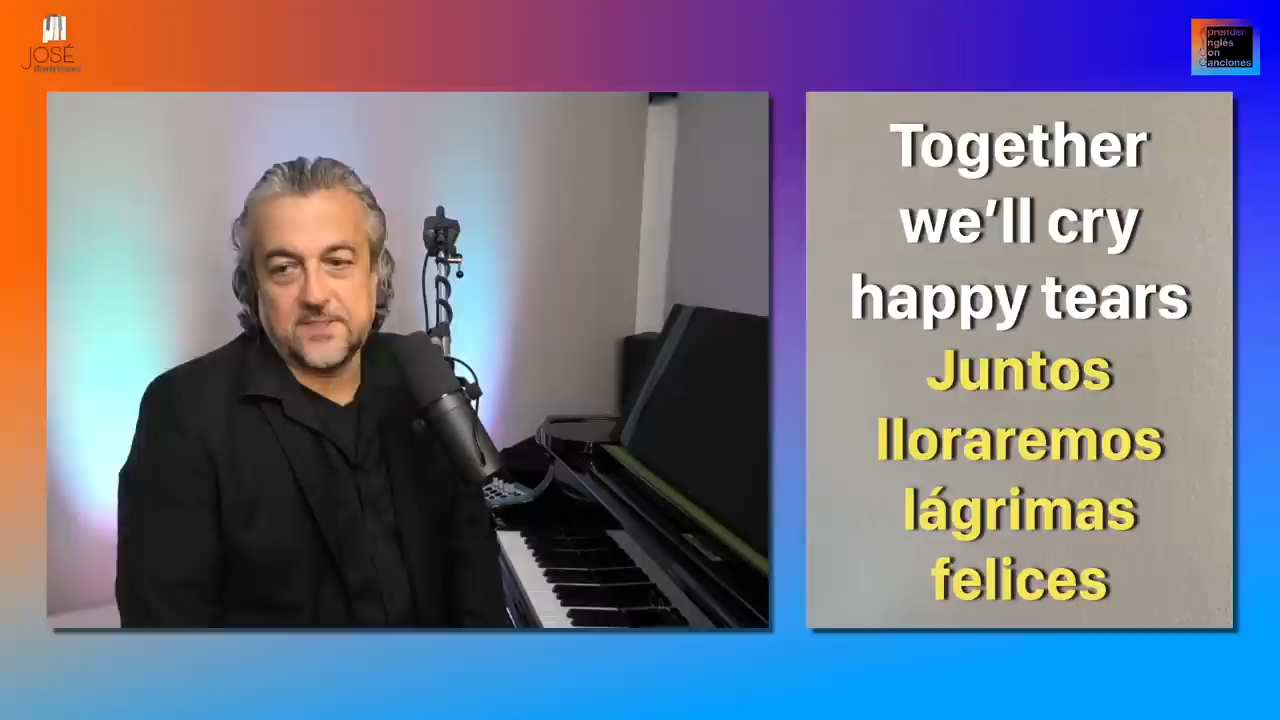 JOSÉ
Aprender
Inglés
Con
Canciones
Together
we’ll cry
happy tears
Juntos
lloraremos
lágrimas
felices